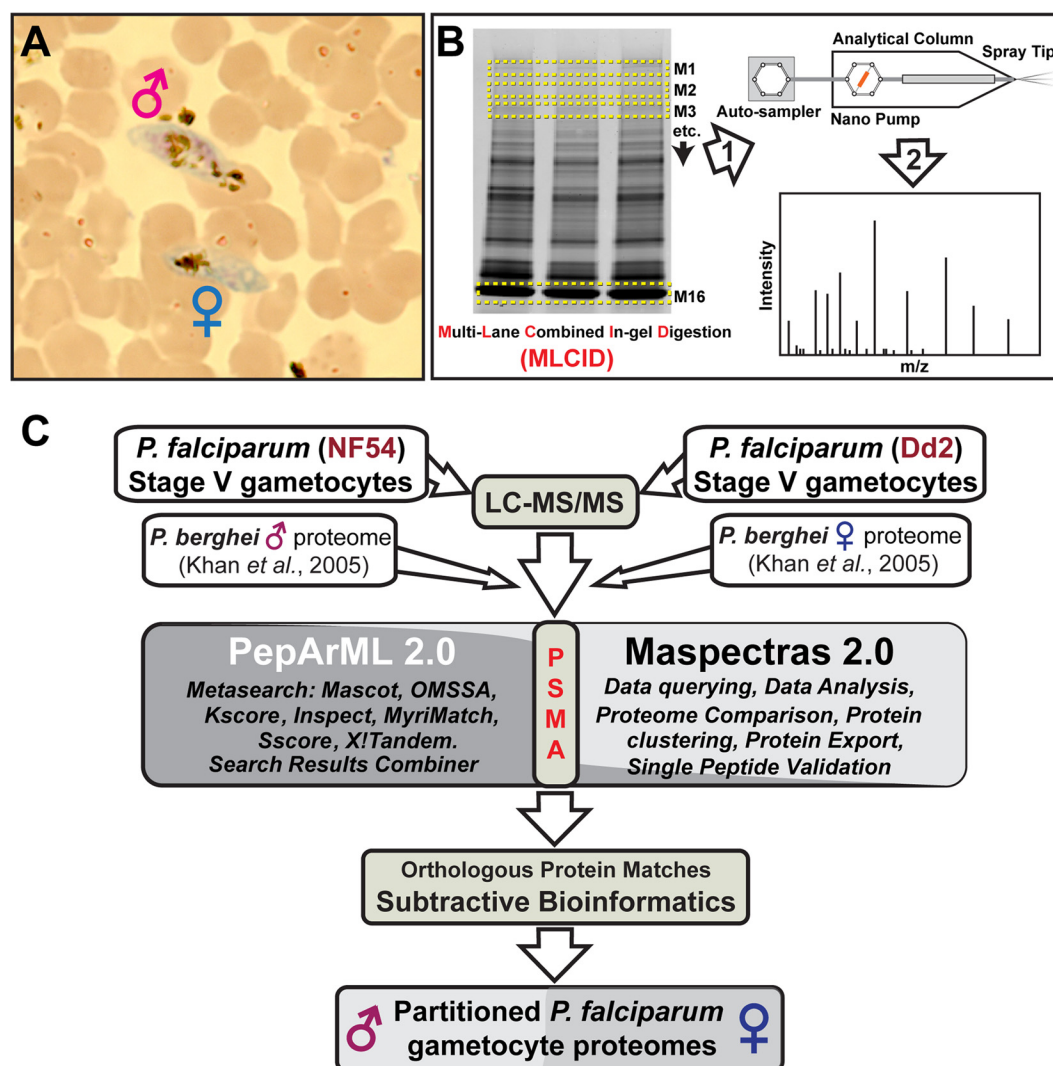 A
♂
♀
B
M1
M2
M3
etc.
M16
Multi-Lane Combined In-gel Digestion
(MLCID)
1
Analytical Column
Spray Tip
Auto-sampler
Nano Pump
2
Intensity
m/z
C
P. falciparum (NF54)
Stage V gametocytes
P. falciparum (Dd2)
Stage V gametocytes
LC-MS/MS
P. berghei ♂ proteome
(Khan et al., 2005)
P. berghei ♀ proteome
(Khan et al., 2005)
PepArML 2.0
Metasearch: Mascot, OMSSA,
Kscore, Inspect, MyriMatch,
Sscore, X!Tandem.
Search Results Combiner
P
S
M
A
Maspectras 2.0
Data querying, Data Analysis,
Proteome Comparison, Protein
clustering, Protein Export,
Single Peptide Validation
Orthologous Protein Matches
Subtractive Bioinformatics
♂ Partitioned P. falciparum ♀
gametocyte proteomes